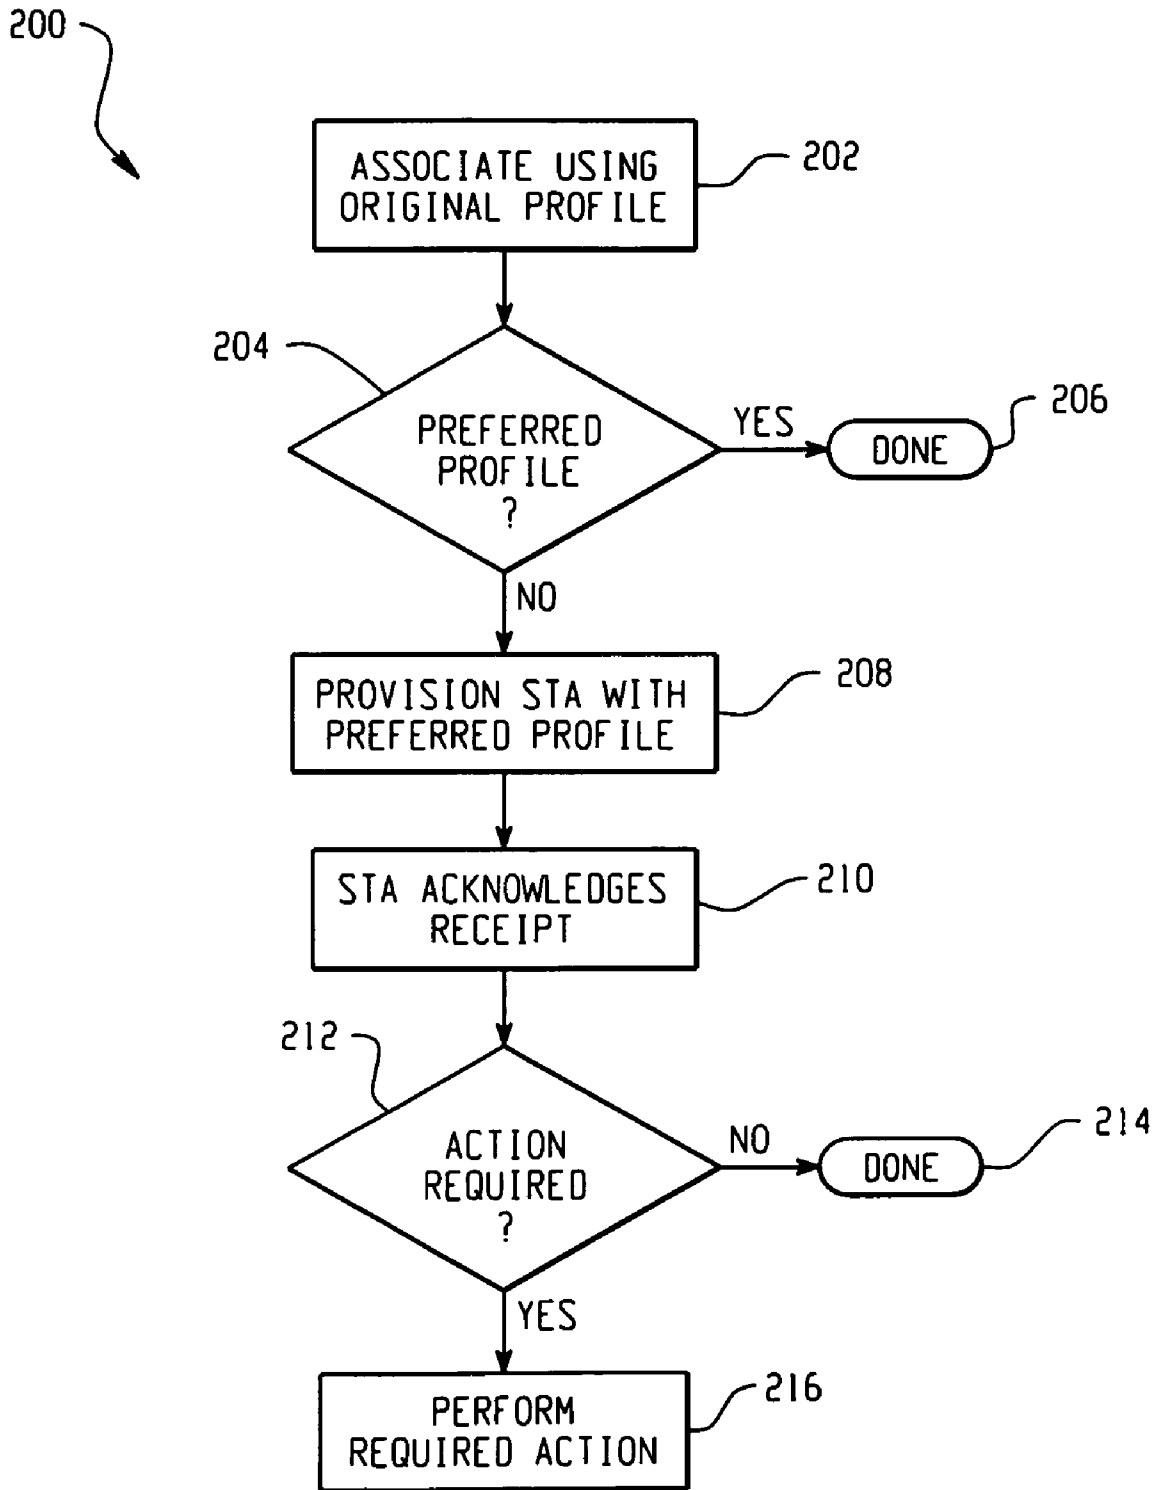 200
ASSOCIATE USING
ORIGINAL PROFILE
202
204
PREFERRED
PROFILE
?
YES
DONE
206
NO
PROVISION STA WITH
PREFERRED PROFILE
208
STA ACKNOWLEDGES
RECEIPT
210
212
ACTION
REQUIRED
?
NO
DONE
214
YES
PERFORM
REQUIRED ACTION
216